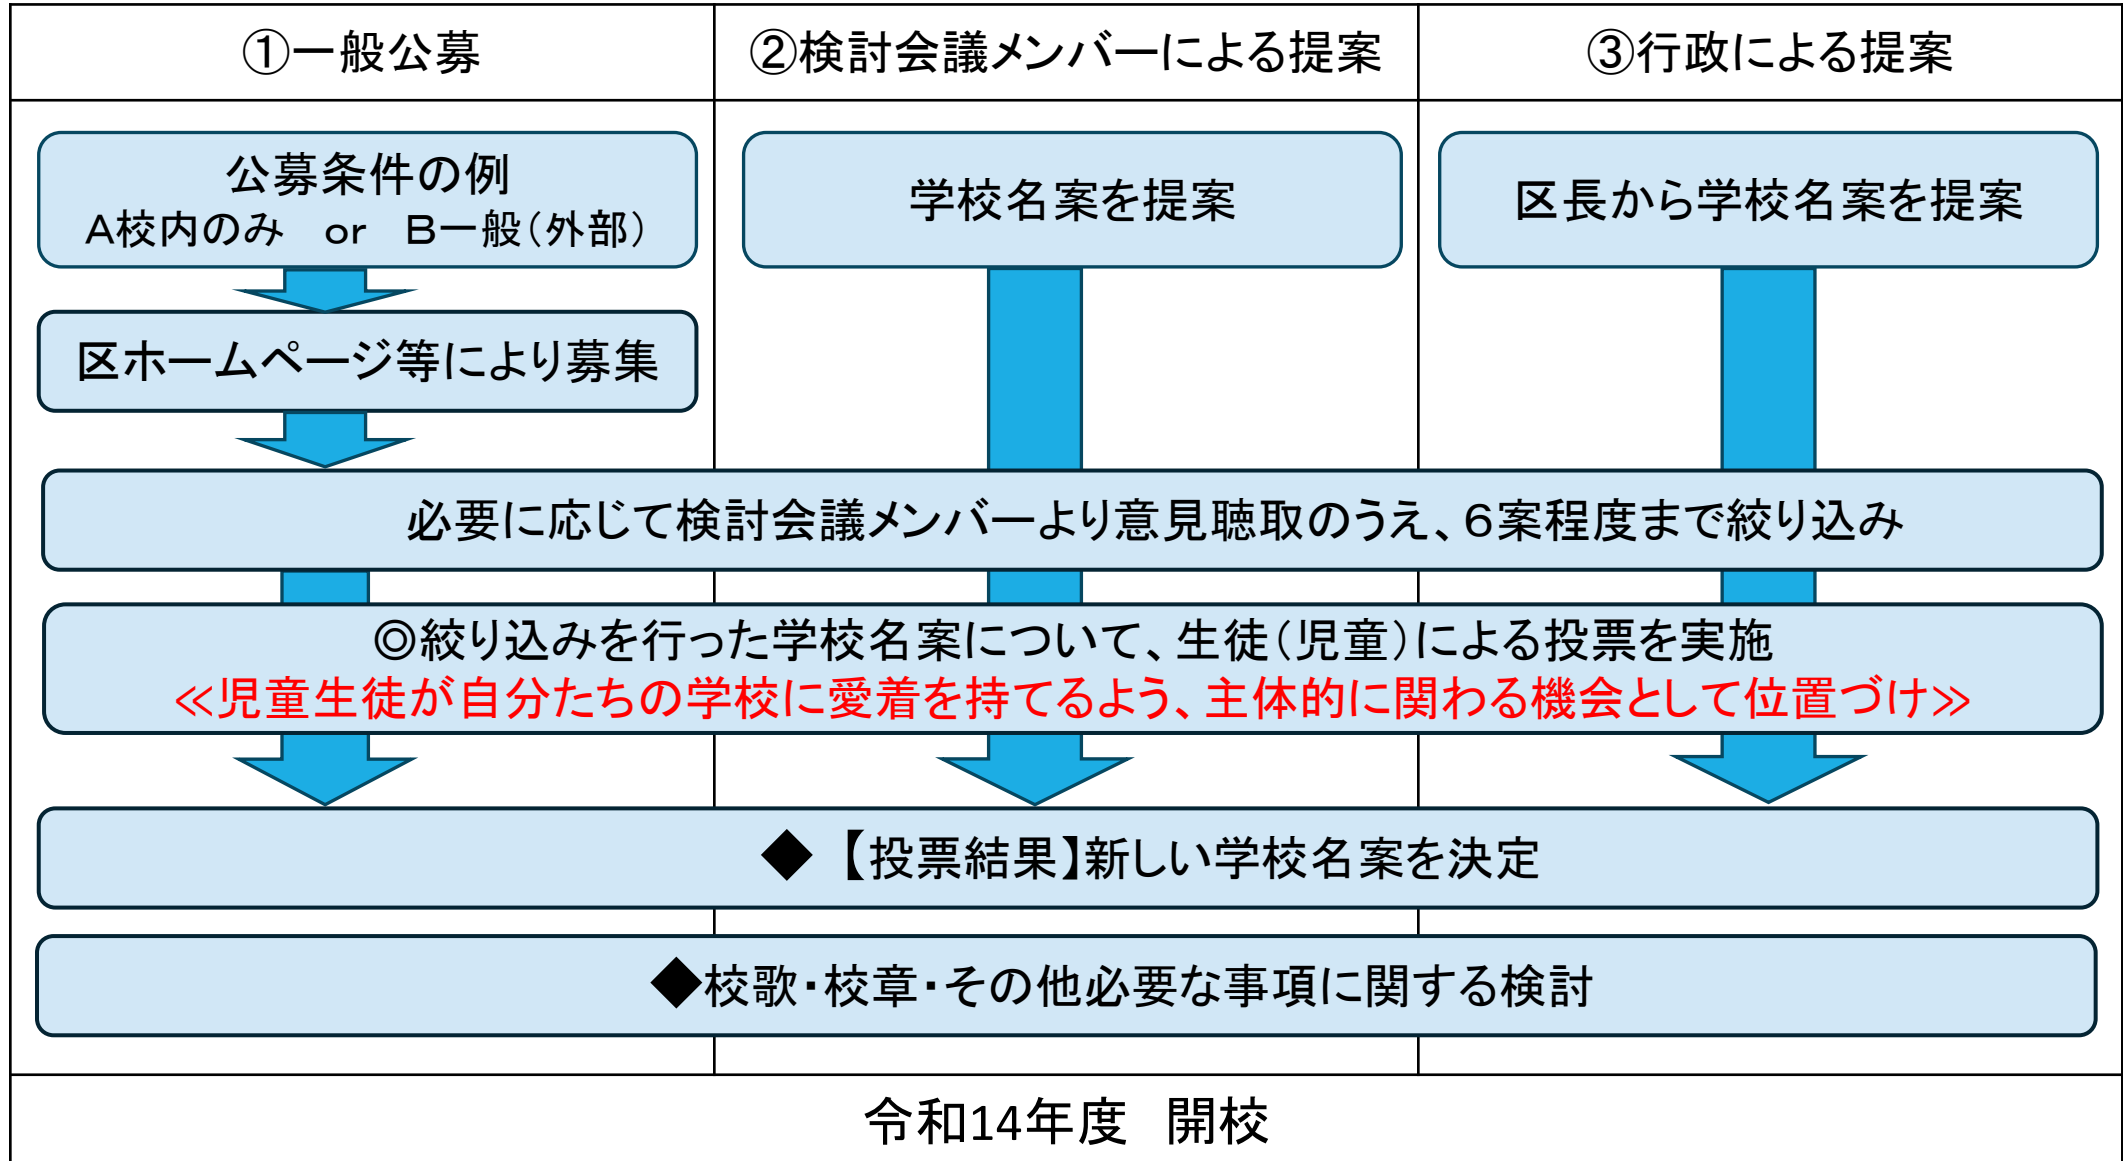 ①一般公募
②検討会議メンバーによる提案
③行政による提案
公募条件の例
A校内のみ　or　B一般（外部）
学校名案を提案
区長から学校名案を提案
区ホームページ等により募集
必要に応じて検討会議メンバーより意見聴取のうえ、６案程度まで絞り込み
◎絞り込みを行った学校名案について、生徒（児童）による投票を実施
≪児童生徒が自分たちの学校に愛着を持てるよう、主体的に関わる機会として位置づけ≫
◆　【投票結果】新しい学校名案を決定
◆校歌・校章・その他必要な事項に関する検討
令和14年度　開校